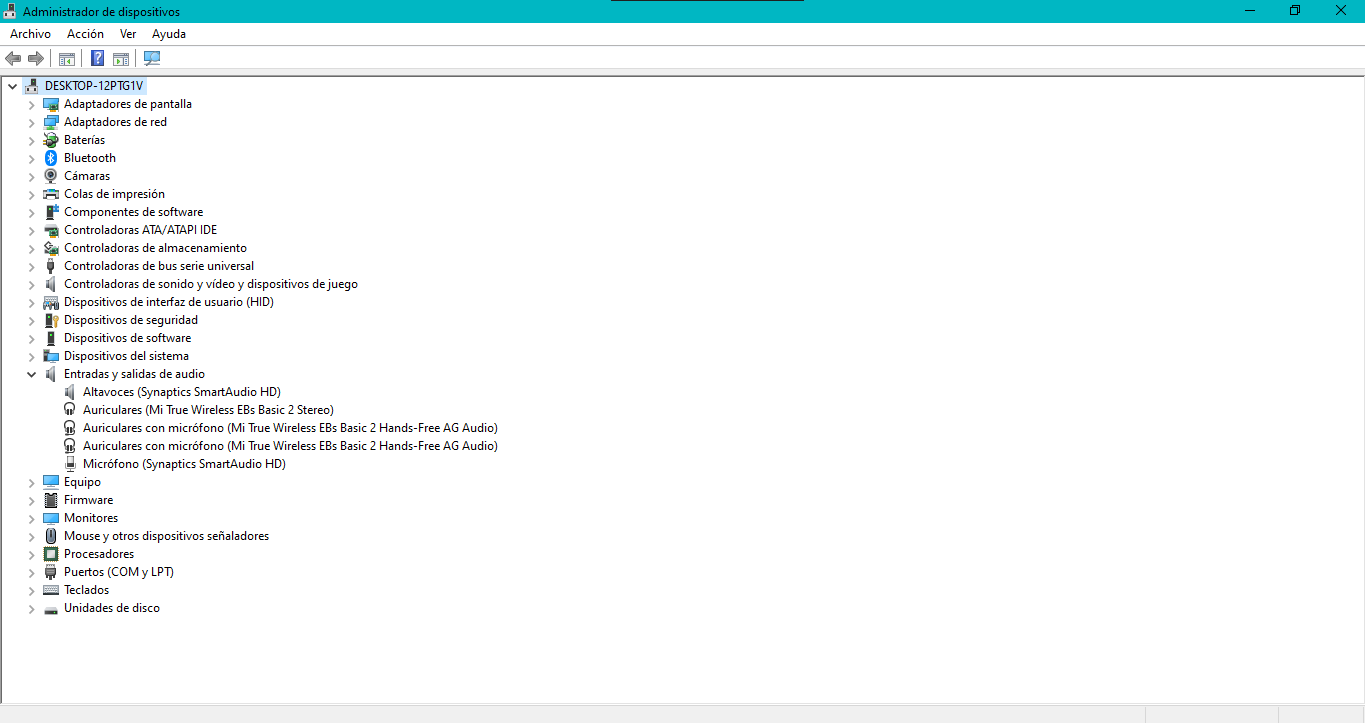 Administrador de dispositivos
Archivo Acción Ver Ayuda
DESKTOP-12PTG1V
Adaptadores de pantalla
Adaptadores de red
Baterías
Bluetooth
Cámaras
Colas de impresión
Componentes de software
Controladoras ATA/ATAPI IDE
Controladoras de almacenamiento
Controladoras de bus serie universal
Controladoras de sonido y vídeo y dispositivos de juego
Dispositivos de interfaz de usuario (HID)
Dispositivos de seguridad
Dispositivos de software
Dispositivos del sistema
Entradas y salidas de audio
Altavoces (Synaptics SmartAudio HD)
Auriculares (Mi True Wireless EBs Basic 2 Stereo)
Auriculares con micrófono (Mi True Wireless EBs Basic 2 Hands-Free AG Audio)
Auriculares con micrófono (Mi True Wireless EBs Basic 2 Hands-Free AG Audio)
Micrófono (Synaptics SmartAudio HD)
Equipo
Firmware
Monitores
Mouse y otros dispositivos señaladores
Procesadores
Puertos (COM y LPT)
Teclados
Unidades de disco